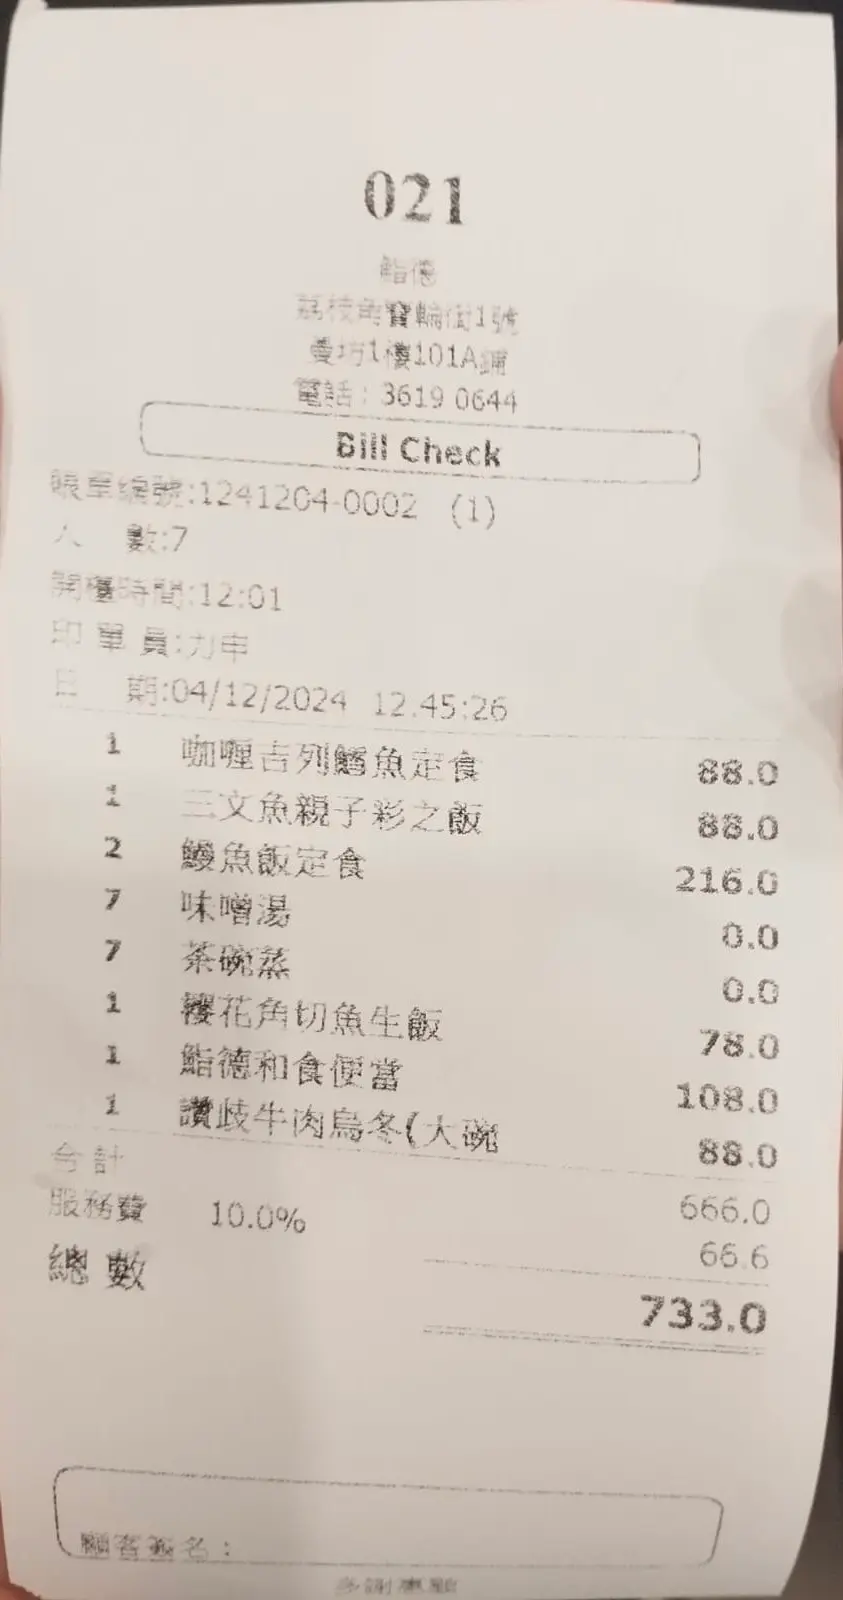 021
鮨德
荔枝角寶輪街1號
曼坊1樓101A鋪
電話: 3619 0644
Bill Check
賬單編號:1241204-0002 (1)
人 數:7
開檯時間:12:01
印單員:力申
日 期:04/12/2024 12:45:26
1 咖喱吉列鱈魚定食 88.0
1 三文魚親子彩之飯 88.0
2 鰻魚飯定食 216.0
7 味噌湯 0.0
7 茶碗蒸 0.0
1 櫻花角切魚生飯 78.0
1 鮨德和食便當 108.0
1 讚岐牛肉烏冬(大碗 88.0
合計 666.0
服務費 10.0% 66.6
總數 733.0
顧客簽名:
多謝惠顧